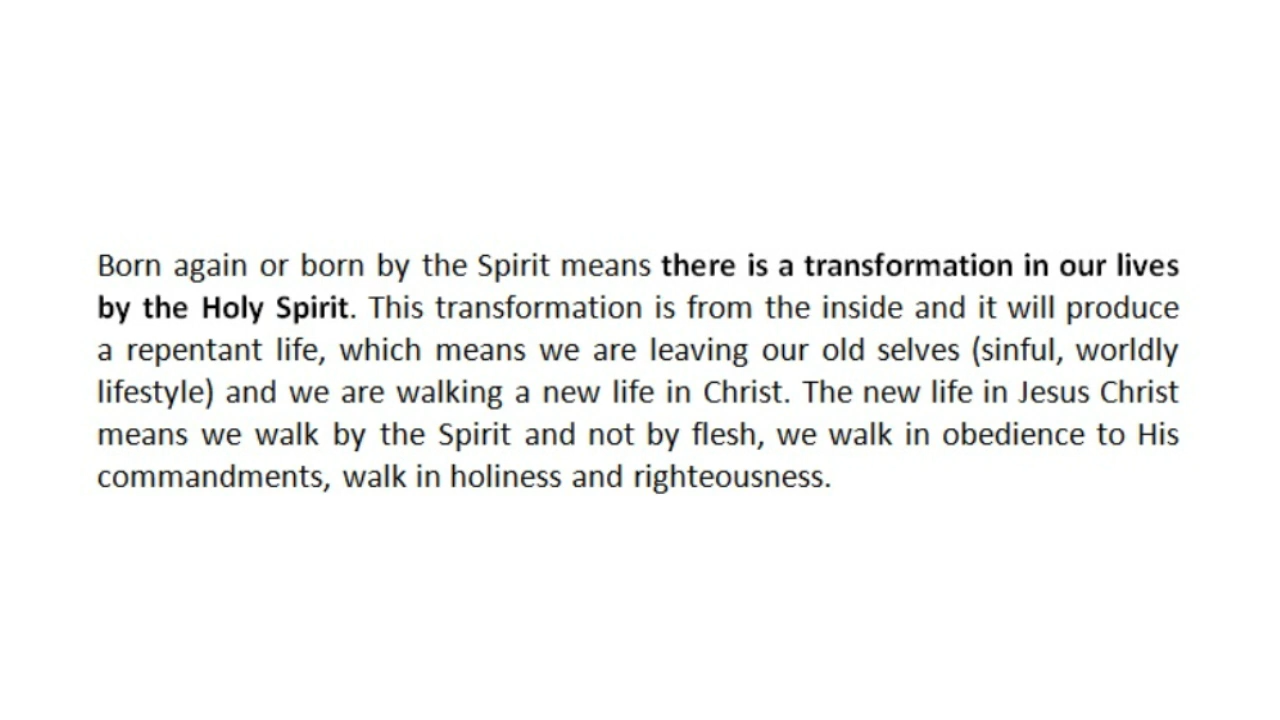 Born again or born by the Spirit means there is a transformation in our lives
by the Holy Spirit. This transformation is from the inside and it will produce
a repentant life, which means we are leaving our old selves (sinful, worldly
lifestyle) and we are walking a new life in Christ. The new life in Jesus Christ
means we walk by the Spirit and not by flesh, we walk in obedience to His
commandments, walk in holiness and righteousness.